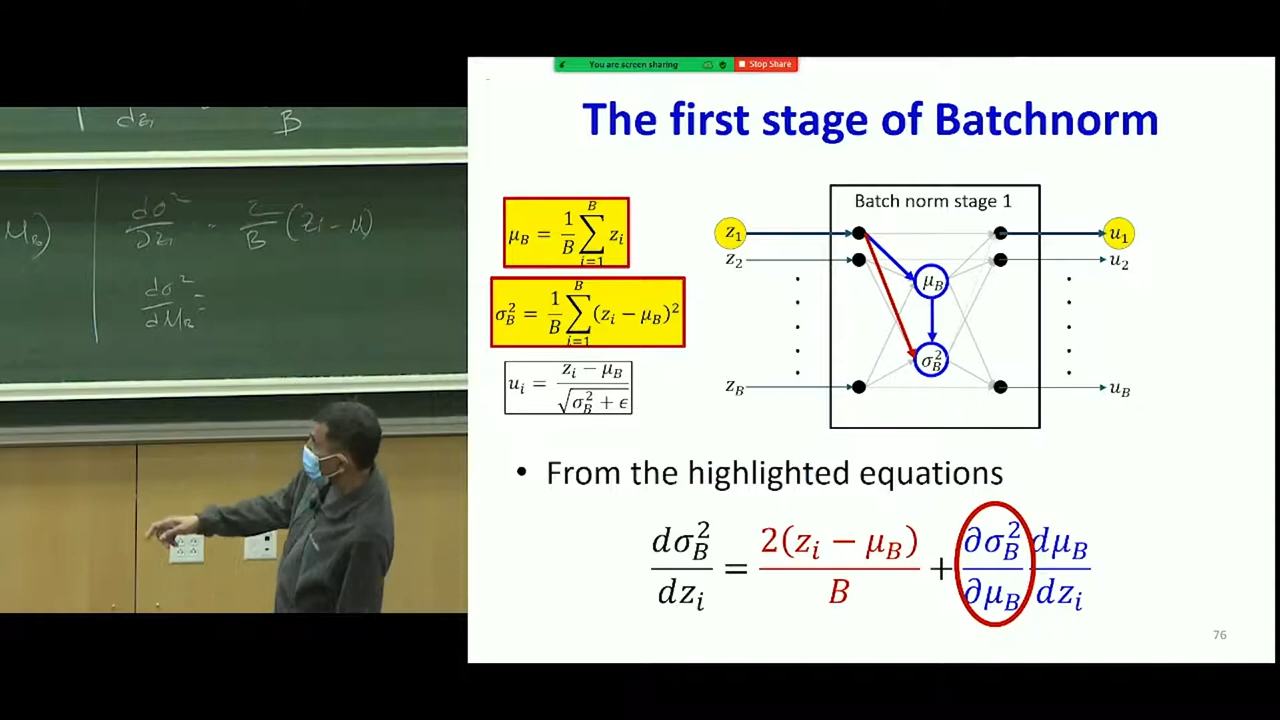 You are screen sharing Stop Share
The first stage of Batchnorm
μ_B = 1/B ∑_{i=1}^{B} z_i
σ_B^2 = 1/B ∑_{i=1}^{B} (z_i − μ_B)^2
u_i = (z_i − μ_B)/√(σ_B^2 + ϵ)
Batch norm stage 1
z_1 u_1
z_2 u_2
μ_B
σ_B^2
z_B u_B
• From the highlighted equations
dσ_B^2/dz_i = 2(z_i − μ_B)/B + ∂σ_B^2/∂μ_B dμ_B/dz_i
76
dz_i B
μ_B) ∂σ^2/∂z_i = 2/B (z_i − μ)
dσ^2/dμ_B =